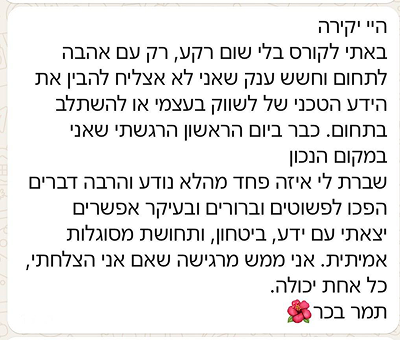 היי יקירה
באתי לקורס בלי שום רקע, רק עם אהבה
לתחום וחשש ענק שאני לא אצליח להבין את
הידע הטכני של לשווק בעצמי או להשתלב
בתחום. כבר ביום הראשון הרגשתי שאני
במקום הנכון
שברת לי איזה פחד מהלא נודע והרבה דברים
הפכו לפשוטים וברורים ובעיקר אפשרים
יצאתי עם ידע, ביטחון, ותחושת מסוגלות
אמיתית. אני ממש מרגישה שאם אני הצלחתי,
כל אחת יכולה.
תמר בכר🌺